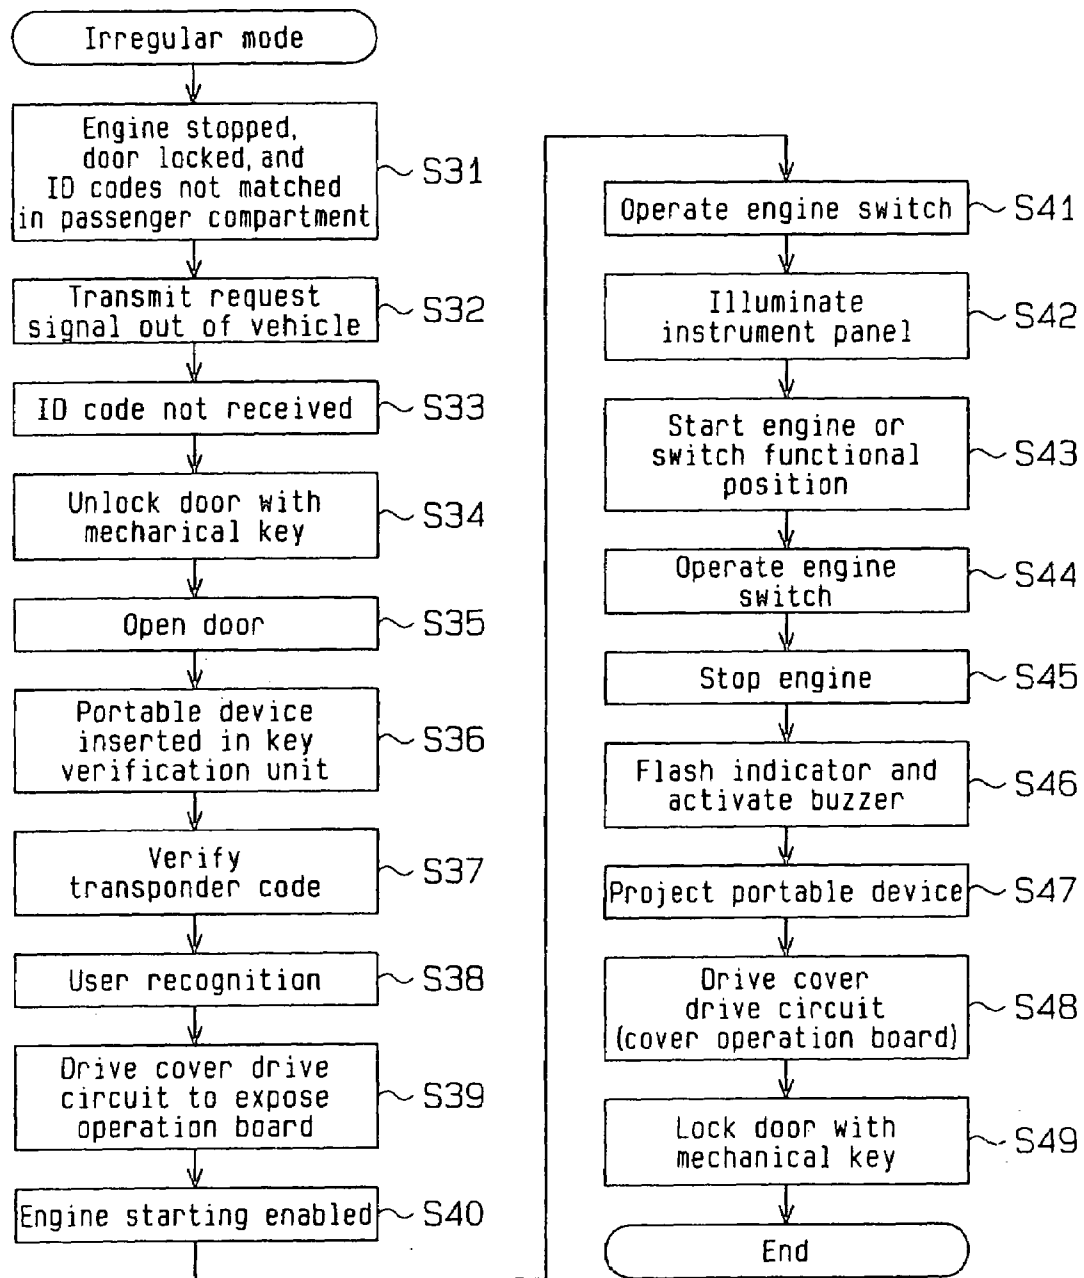 Irregular mode
Engine stopped,
door locked, and
ID codes not matched
in passenger compartment
S31
Transmit request
signal out of vehicle
S32
ID code not received
S33
Unlock door with
mecharical key
S34
Open door
S35
Portable device
inserted in key
verification unit
S36
Verify
transponder code
S37
User recognition
S38
Drive cover drive
circuit to expose
operation board
S39
Engine starting enabled
S40
Operate engine switch
S41
Illuminate
instrument panel
S42
Start engine or
switch functional
position
S43
Operate engine
switch
S44
Stop engine
S45
Flash indicator and
activate buzzer
S46
Project portable device
S47
Drive cover
drive circuit
(cover operation board)
S48
Lock door with
mechanical key
S49
End